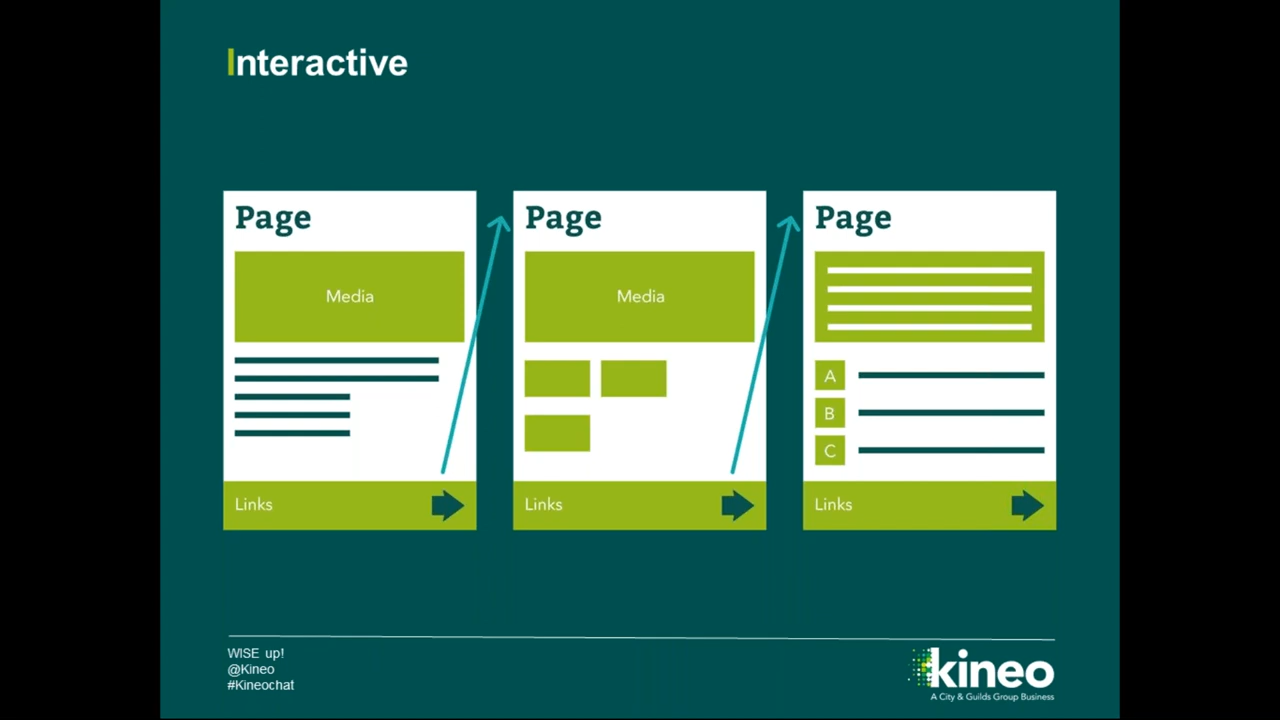 Interactive
Page
Media
Links
Page
Media
Links
Page
A
B
C
Links
WISE up!
@Kineo
#Kineochat
kineo
A City & Guilds Group Business